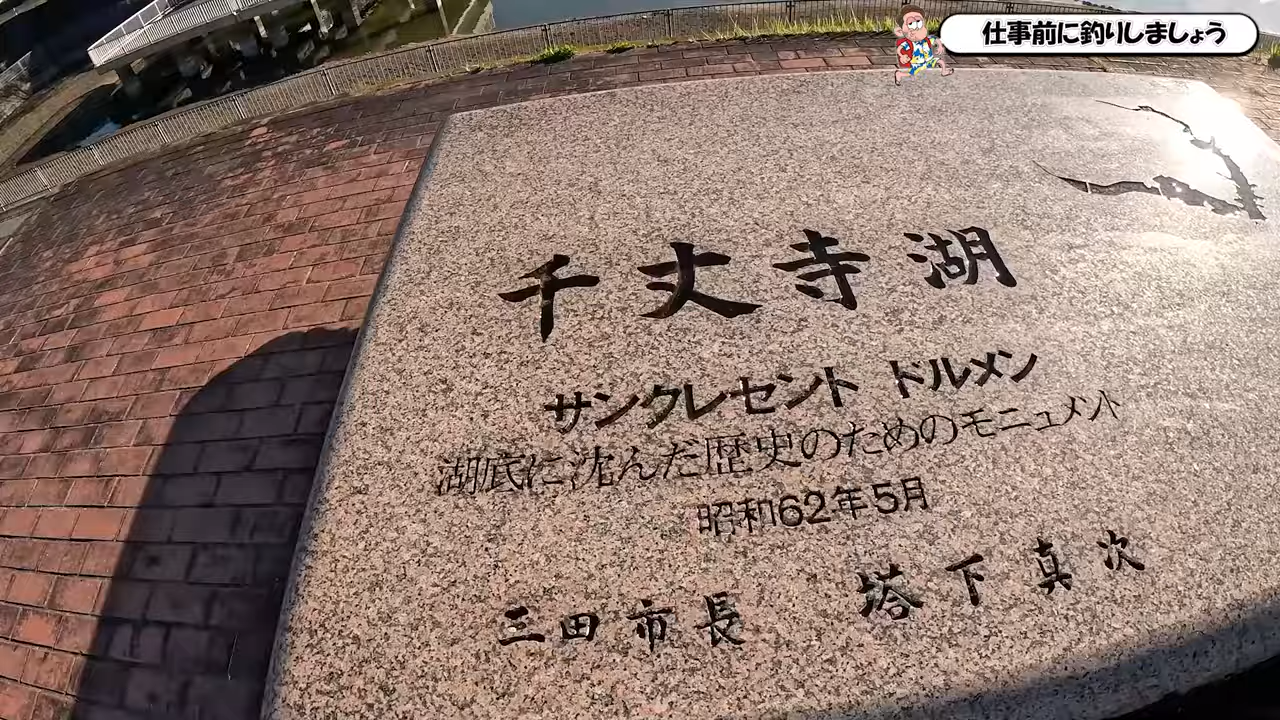 仕事前に釣りしましょう
千丈寺湖
サンクレセント ドルメン
湖底に沈んだ歴史のためのモニュメント
昭和62年5月
三田市長 塔下真次